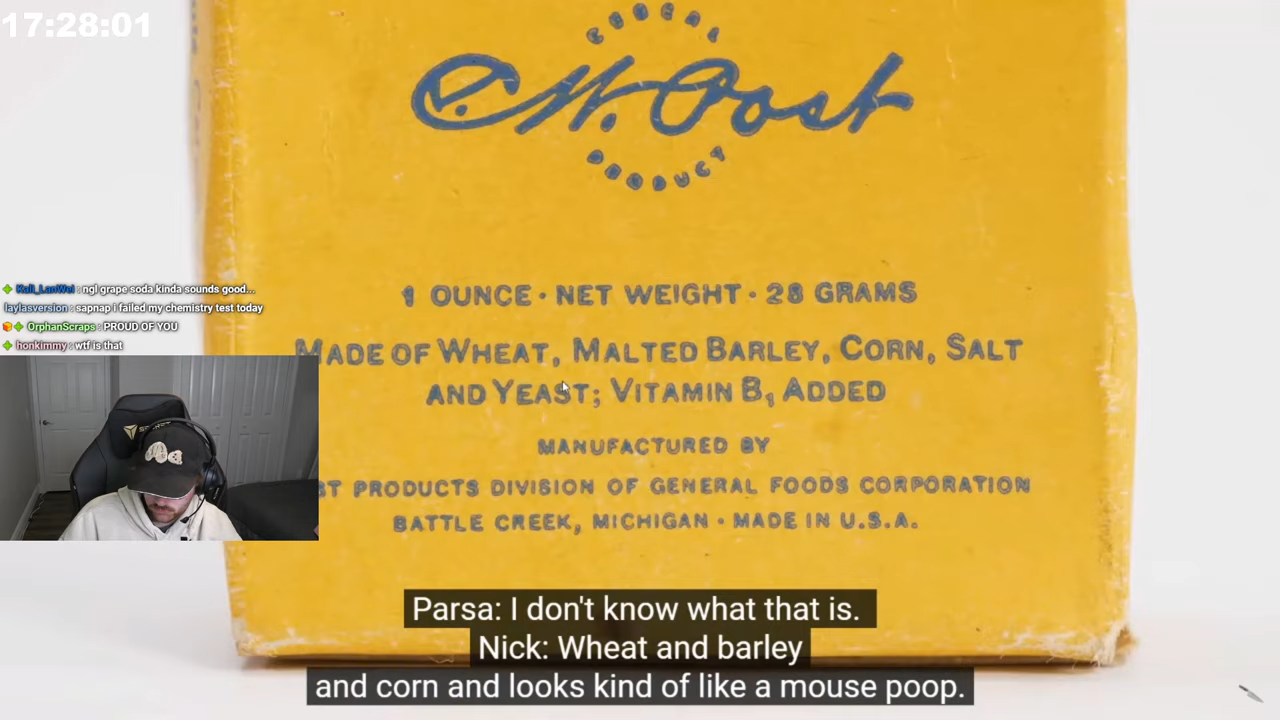 17:28:01
CEREAL
C.W. Post
PRODUCT
1 OUNCE · NET WEIGHT · 28 GRAMS
MADE OF WHEAT, MALTED BARLEY, CORN, SALT
AND YEAST; VITAMIN B₁ ADDED
MANUFACTURED BY
ST PRODUCTS DIVISION OF GENERAL FOODS CORPORATION
BATTLE CREEK, MICHIGAN · MADE IN U.S.A.
Kali_LanWei : ngl grape soda kinda sounds good...
laylasversion : sapnap i failed my chemistry test today
OrphanScraps : PROUD OF YOU
honkimmy : wtf is that
Parsa: I don't know what that is.
Nick: Wheat and barley
and corn and looks kind of like a mouse poop.